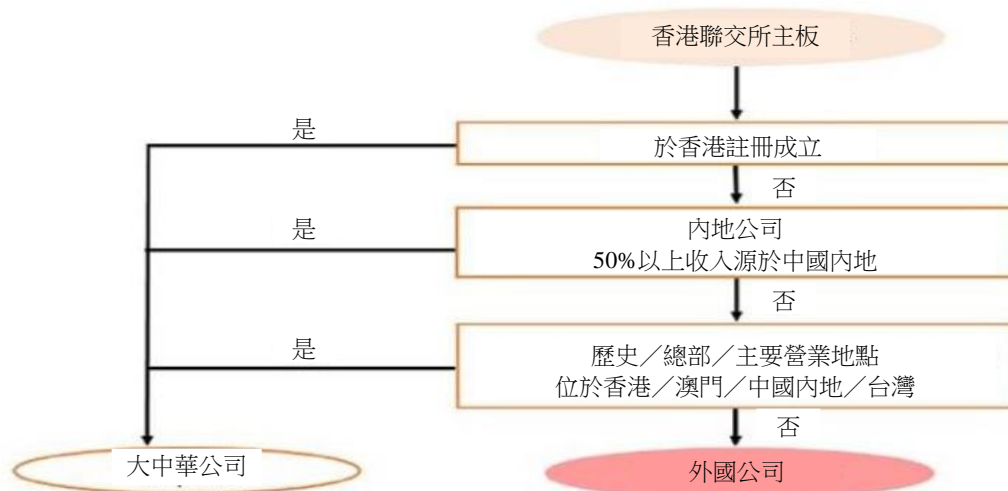 香港聯交所主板
是
於香港註冊成立
否
是
內地公司
50%以上收入源於中國內地
否
是
歷史／總部／主要營業地點
位於香港／澳門／中國內地／台灣
否
大中華公司
外國公司